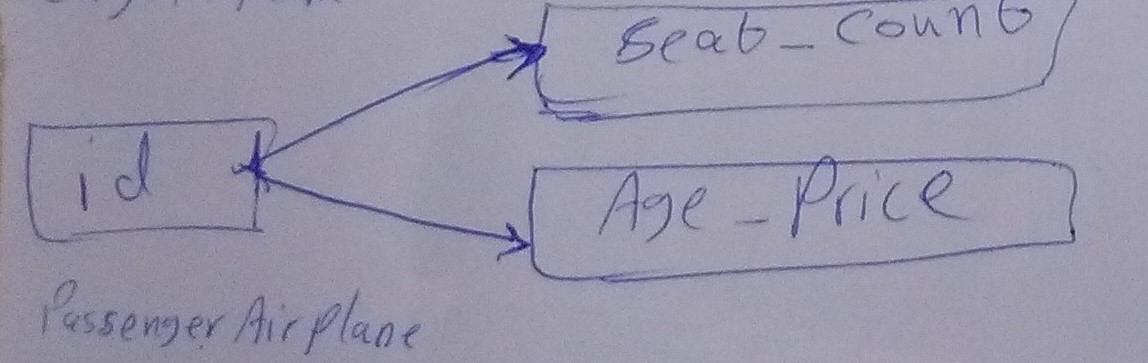 Seat_Count
id
Age_Price
Passenger Airplane